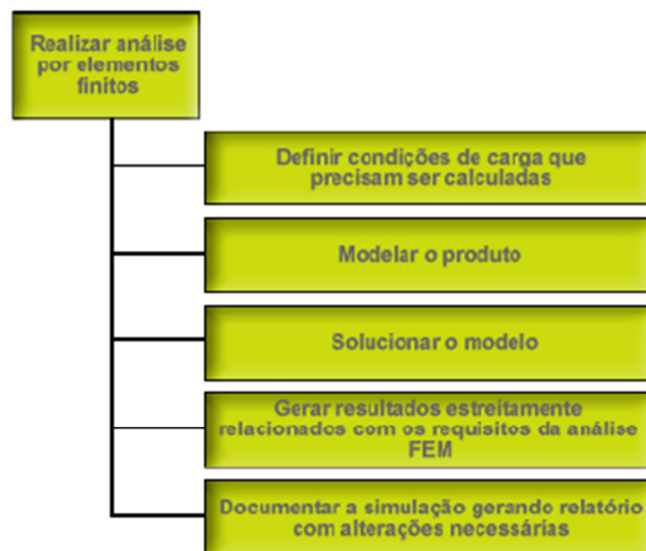 Realizar análise
por elementos
finitos
Definir condições de carga que
precisam ser calculadas
Modelar o produto
Solucionar o modelo
Gerar resultados estreitamente
relacionados com os requisitos da análise
FEM
Documentar a simulação gerando relatório
com alterações necessárias